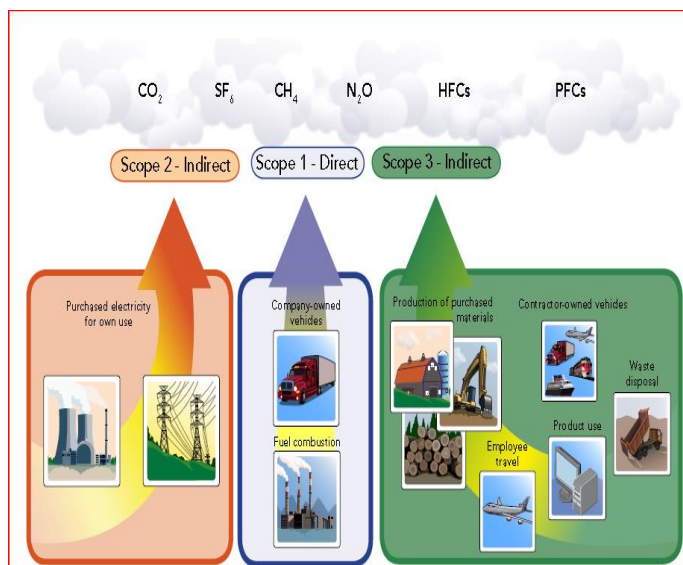 CO₂ SF₆ CH₄ N₂O HFCs PFCs
Scope 2 - Indirect
Scope 1 - Direct
Scope 3 - Indirect
Purchased electricity
for own use
Company-owned
vehicles
Fuel combustion
Production of purchased
materials
Contractor-owned vehicles
Waste
disposal
Product use
Employee
travel